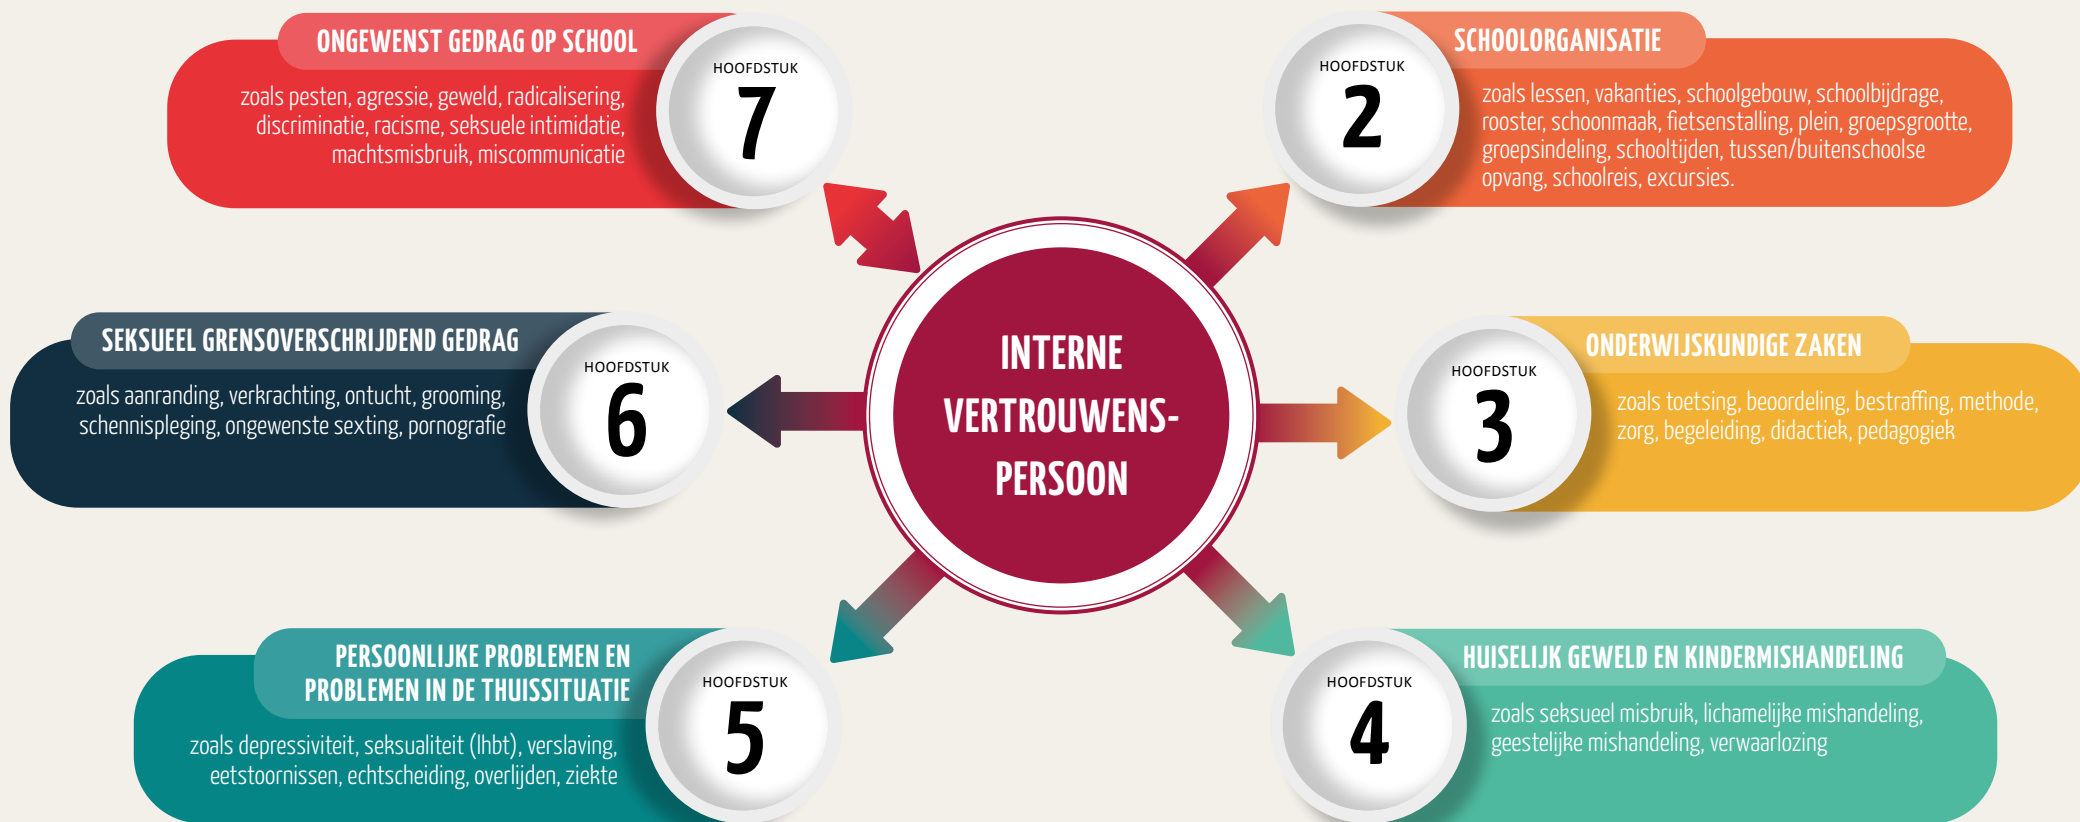 ONGEWENST GEDRAG OP SCHOOL
zoals pesten, agressie, geweld, radicalisering,
discriminatie, racisme, seksuele intimidatie,
machtsmisbruik, miscommunicatie
HOOFDSTUK
7
HOOFDSTUK
2
SCHOOLORGANISATIE
zoals lessen, vakanties, schoolgebouw, schoolbijdrage,
rooster, schoonmaak, fietsenstalling, plein, groepsgrootte,
groepsindeling, schooltijden, tussen/buitenschoolse
opvang, schoolreis, excursies.
SEKSUEEL GRENSOVERSCHRIJDEND GEDRAG
zoals aanranding, verkrachting, ontucht, grooming,
schennispleging, ongewenste sexting, pornografie
HOOFDSTUK
6
INTERNE
VERTROUWENS-
PERSOON
HOOFDSTUK
3
ONDERWIJSKUNDIGE ZAKEN
zoals toetsing, beoordeling, bestraffing, methode,
zorg, begeleiding, didactiek, pedagogiek
PERSOONLIJKE PROBLEMEN EN
PROBLEMEN IN DE THUISSITUATIE
zoals depressiviteit, seksualiteit (lhbt), verslaving,
eetstoornissen, echtscheiding, overlijden, ziekte
HOOFDSTUK
5
HOOFDSTUK
4
HUISELIJK GEWELD EN KINDERMISHANDELING
zoals seksueel misbruik, lichamelijke mishandeling,
geestelijke mishandeling, verwaarlozing